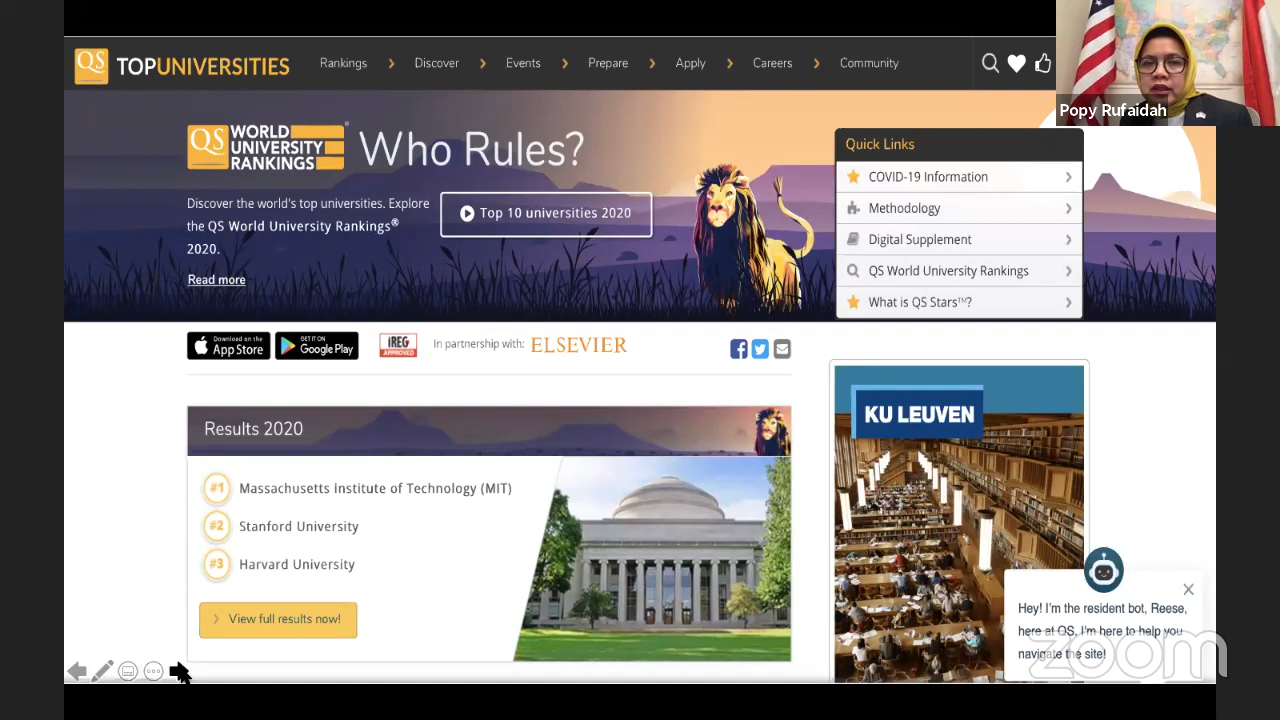 QS TOPUNIVERSITIES
Rankings
Discover
Events
Prepare
Apply
Careers
Community
Popy Rufaidah
QS WORLD
UNIVERSITY
RANKINGS
®
Who Rules?
Discover the world's top universities. Explore
the QS World University Rankings®
2020.
Read more
Top 10 universities 2020
Quick Links
COVID-19 Information
Methodology
Digital Supplement
QS World University Rankings
What is QS Stars™?
Download on the
App Store
GET IT ON
Google Play
IREG
APPROVED
In partnership with: ELSEVIER
KU LEUVEN
Results 2020
#1 Massachusetts Institute of Technology (MIT)
#2 Stanford University
#3 Harvard University
View full results now!
Hey! I'm the resident bot, Reese,
here at QS, I'm here to help you
navigate the site!
zoom